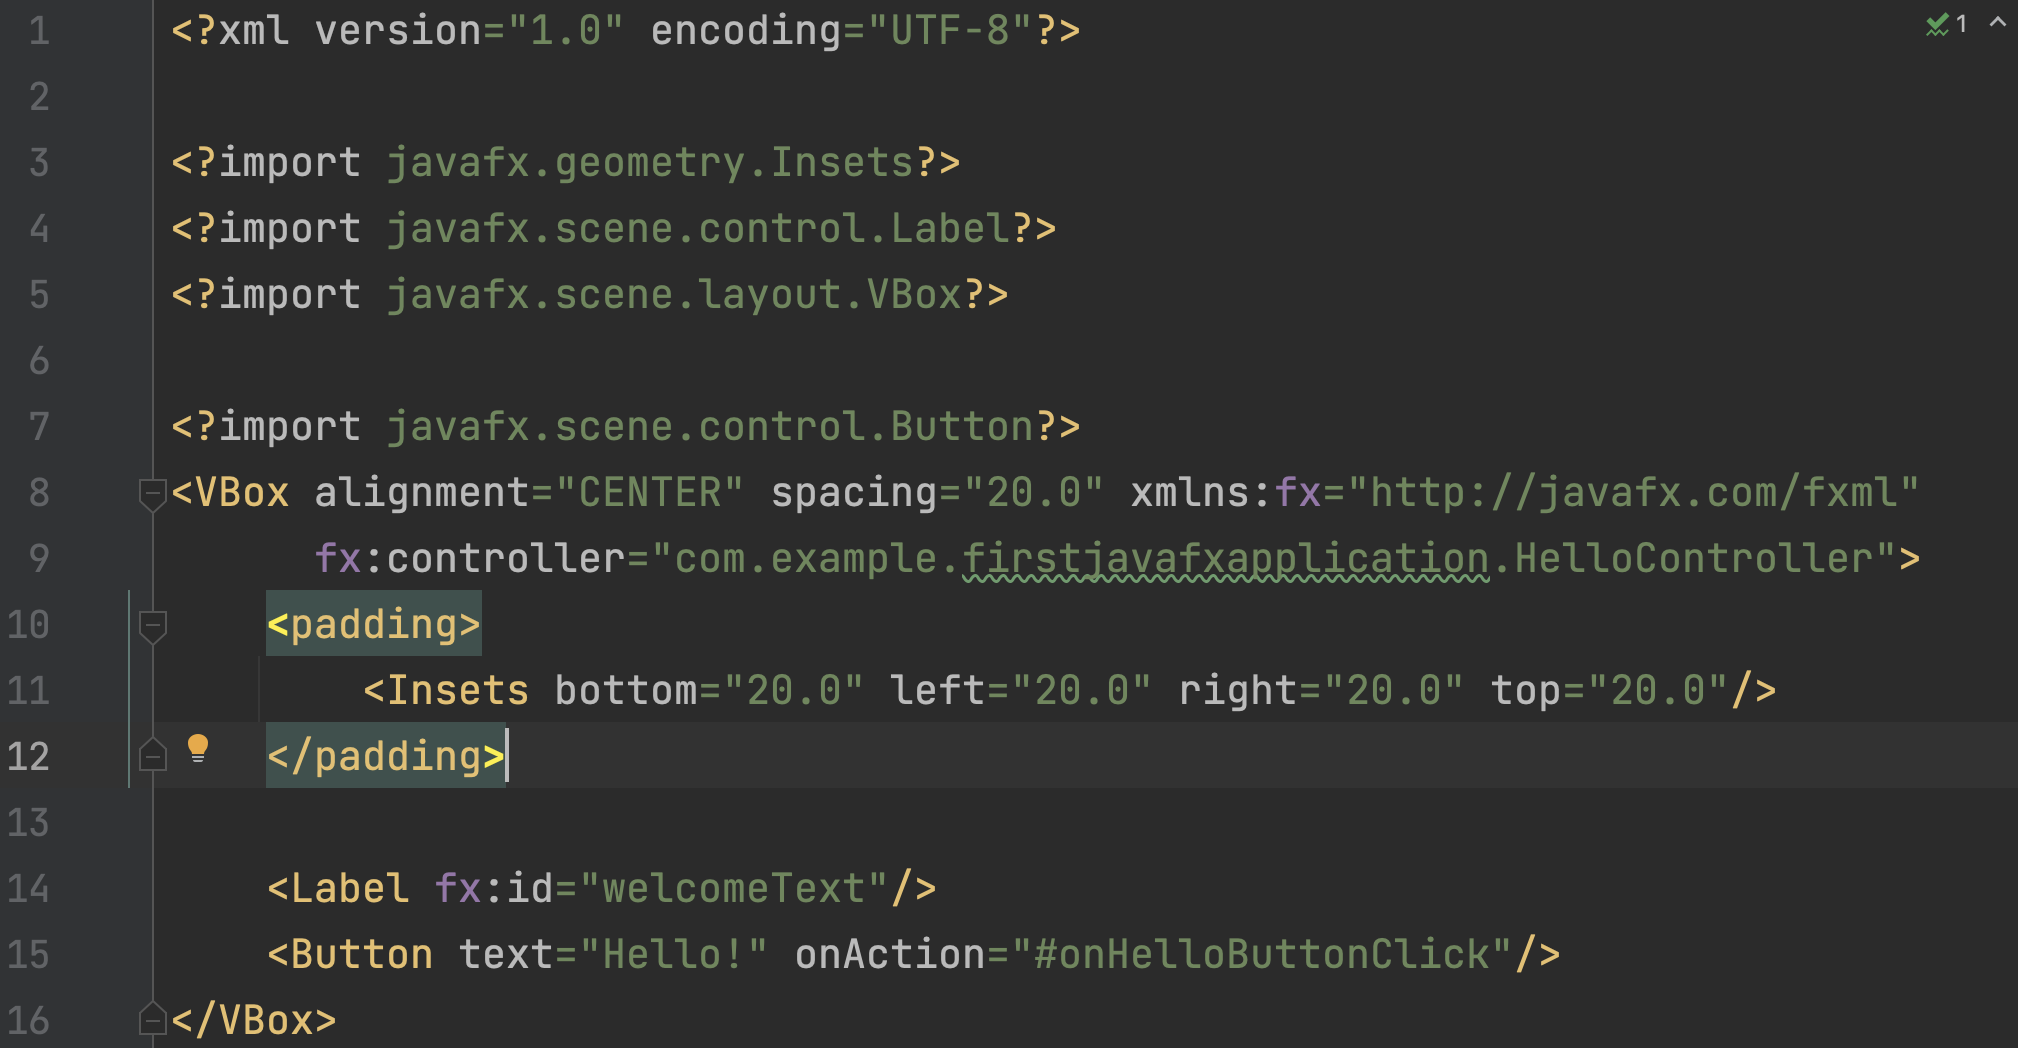 1 <?xml version="1.0" encoding="UTF-8"?>
2
3 <?import javafx.geometry.Insets?>
4 <?import javafx.scene.control.Label?>
5 <?import javafx.scene.layout.VBox?>
6
7 <?import javafx.scene.control.Button?>
8 <VBox alignment="CENTER" spacing="20.0" xmlns:fx="http://javafx.com/fxml"
9       fx:controller="com.example.firstjavafxapplication.HelloController">
10     <padding>
11         <Insets bottom="20.0" left="20.0" right="20.0" top="20.0"/>
12     </padding>
13
14     <Label fx:id="welcomeText"/>
15     <Button text="Hello!" onAction="#onHelloButtonClick"/>
16 </VBox>
1